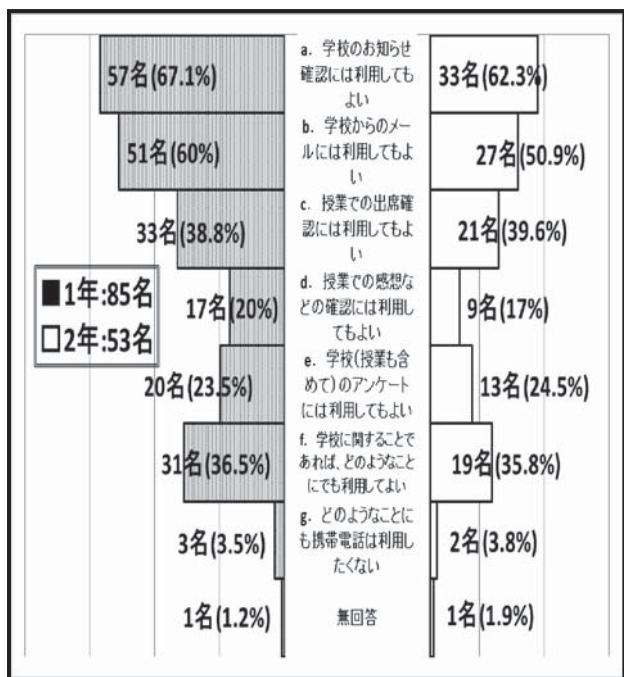 57名(67.1%)
a. 学校のお知らせ
確認には利用しても
よい
33名(62.3%)
51名(60%)
b. 学校からのメー
ルには利用してもよ
い
27名(50.9%)
33名(38.8%)
c. 授業での出席確
認には利用してもよ
い
21名(39.6%)
■1年:85名
□2年:53名
17名(20%)
d. 授業での感想な
どの確認には利用し
てもよい
9名(17%)
20名(23.5%)
e. 学校(授業も含
めて)のアンケート
には利用してもよい
13名(24.5%)
31名(36.5%)
f. 学校に関することで
あれば、どのようなこと
にでも利用してよい
19名(35.8%)
3名(3.5%)
g. どのようなことに
も携帯電話は利用し
たくない
2名(3.8%)
1名(1.2%)
無回答
1名(1.9%)